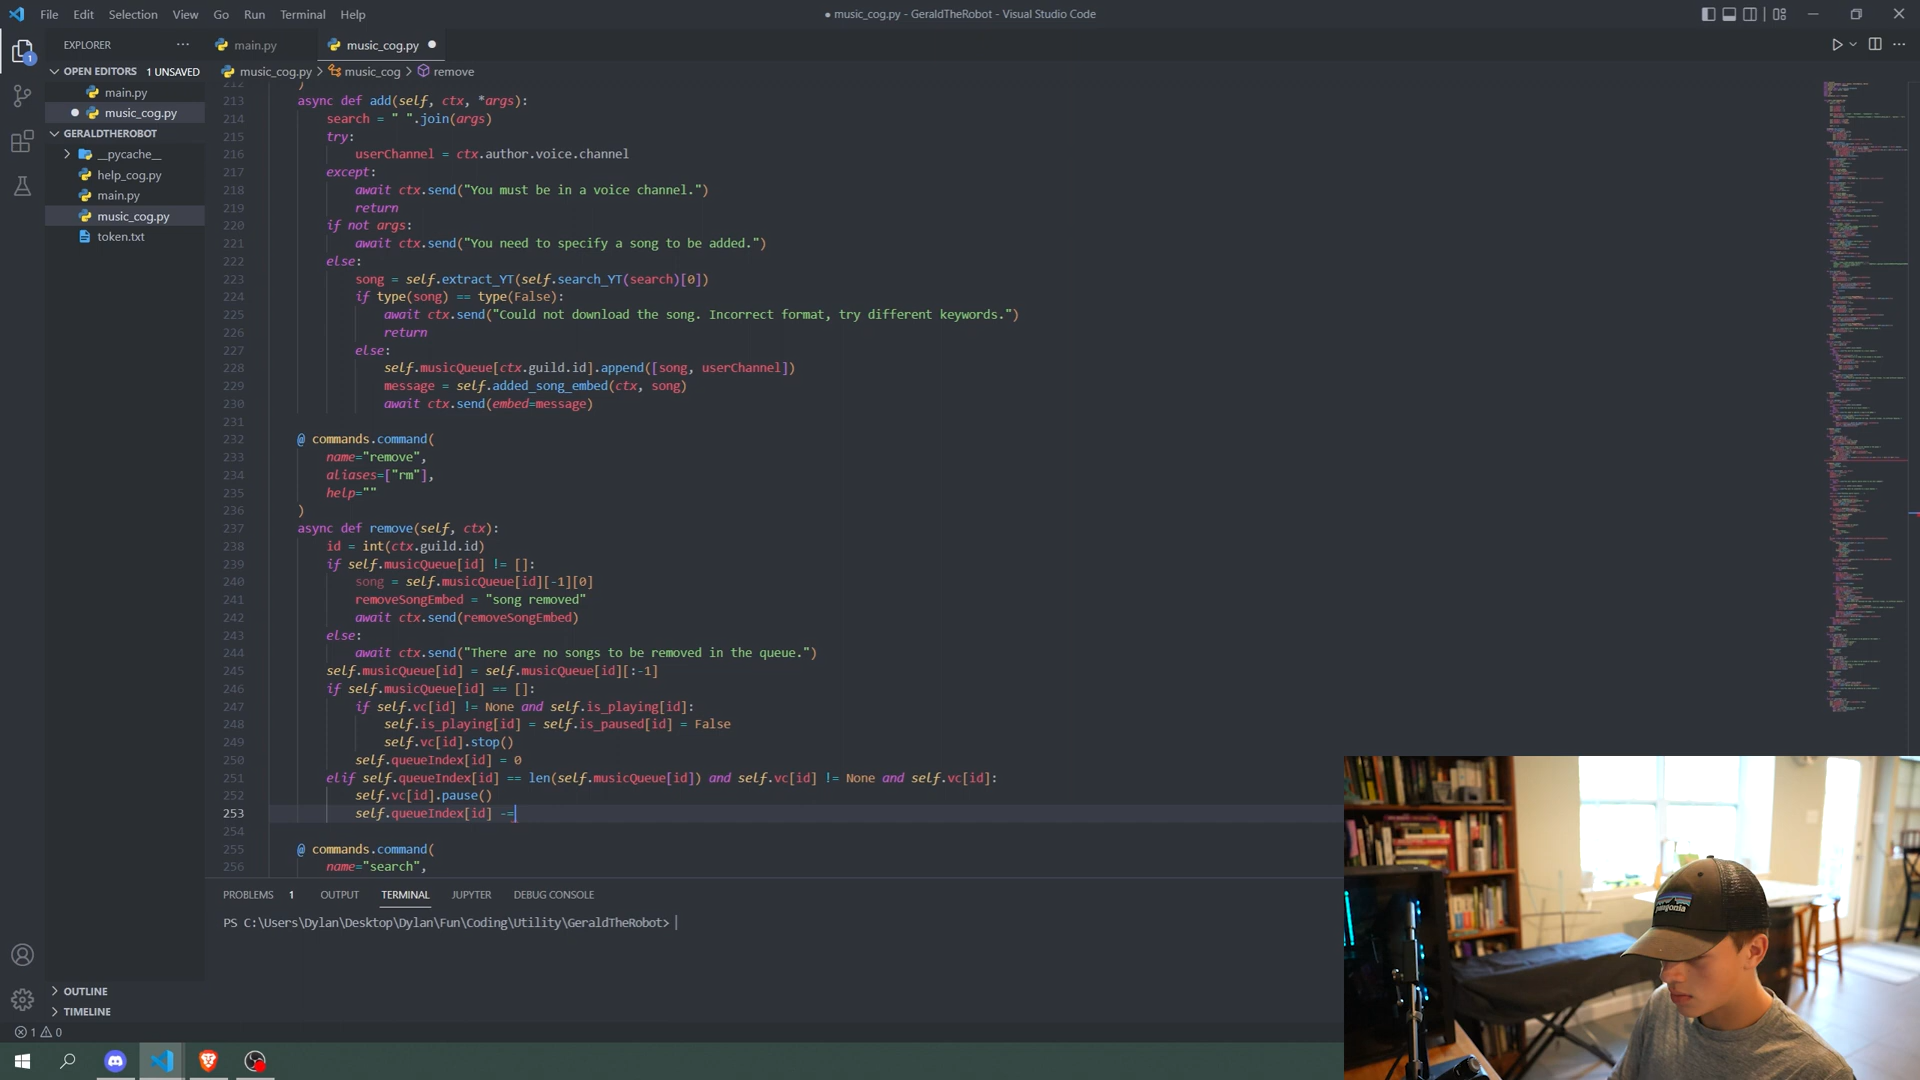 File Edit Selection View Go Run Terminal Help
● music_cog.py - GeraldTheRobot - Visual Studio Code
EXPLORER
main.py
music_cog.py
OPEN EDITORS 1 UNSAVED
main.py
music_cog.py
GERALDTHEROBOT
__pycache__
help_cog.py
main.py
music_cog.py
token.txt
OUTLINE
TIMELINE
music_cog.py > music_cog > remove
212 )
213 async def add(self, ctx, *args):
214 search = " ".join(args)
215 try:
216 userChannel = ctx.author.voice.channel
217 except:
218 await ctx.send("You must be in a voice channel.")
219 return
220 if not args:
221 await ctx.send("You need to specify a song to be added.")
222 else:
223 song = self.extract_YT(self.search_YT(search)[0])
224 if type(song) == type(False):
225 await ctx.send("Could not download the song. Incorrect format, try different keywords.")
226 return
227 else:
228 self.musicQueue[ctx.guild.id].append([song, userChannel])
229 message = self.added_song_embed(ctx, song)
230 await ctx.send(embed=message)
231
232 @ commands.command(
233 name="remove",
234 aliases=["rm"],
235 help=""
236 )
237 async def remove(self, ctx):
238 id = int(ctx.guild.id)
239 if self.musicQueue[id] != []:
240 song = self.musicQueue[id][-1][0]
241 removeSongEmbed = "song removed"
242 await ctx.send(removeSongEmbed)
243 else:
244 await ctx.send("There are no songs to be removed in the queue.")
245 self.musicQueue[id] = self.musicQueue[id][:-1]
246 if self.musicQueue[id] == []:
247 if self.vc[id] != None and self.is_playing[id]:
248 self.is_playing[id] = self.is_paused[id] = False
249 self.vc[id].stop()
250 self.queueIndex[id] = 0
251 elif self.queueIndex[id] == len(self.musicQueue[id]) and self.vc[id] != None and self.vc[id]:
252 self.vc[id].pause()
253 self.queueIndex[id] -=
254
255 @ commands.command(
256 name="search",
PROBLEMS 1 OUTPUT TERMINAL JUPYTER DEBUG CONSOLE
PS C:\Users\Dylan\Desktop\Dylan\Fun\Coding\Utility\GeraldTheRobot>
1 0
patagonia